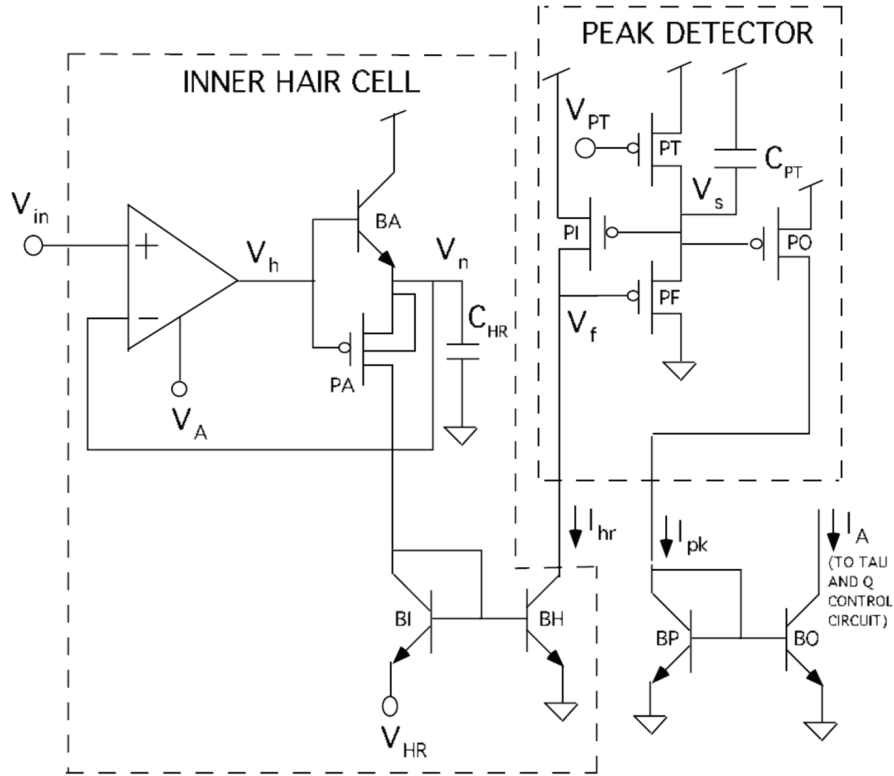 PEAK DETECTOR
INNER HAIR CELL
V_PT
PT
C_PT
V_in
BA
V_s
V_h
V_n
PI
PO
+
−
C_HR
PF
V_f
PA
V_A
I_hr
I_pk
I_A
(TO TAU
AND Q
CONTROL
CIRCUIT)
BI
BH
BP
BO
V_HR